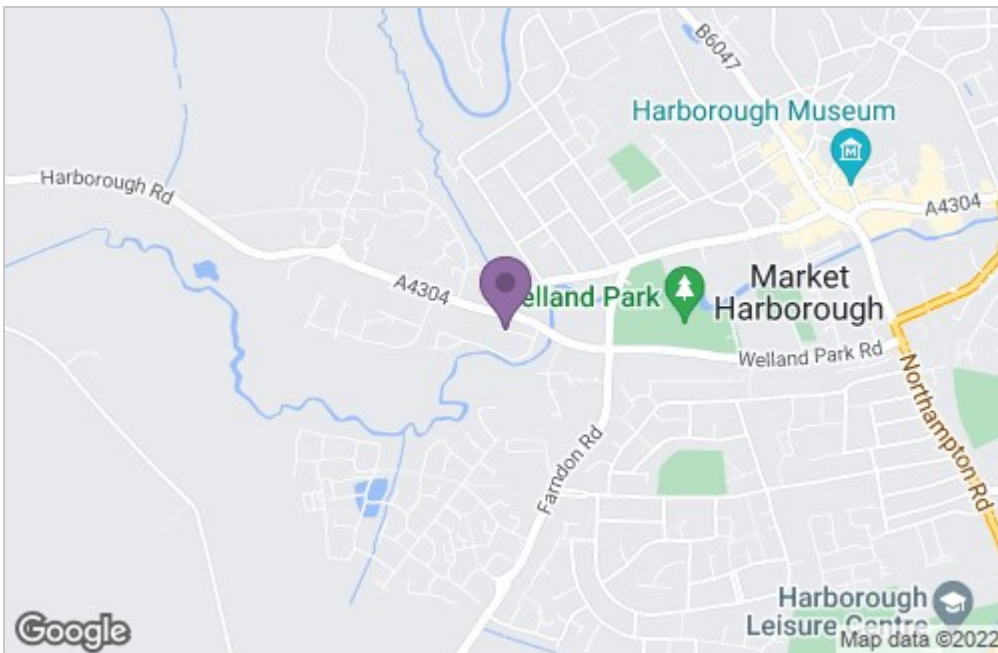 B6047
Harborough Museum
Harborough Rd
A4304
A4304
elland Park
Market
Harborough
Welland Park Rd
Farndon Rd
Northampton Rd
Harborough
Leisure Centre
Google
Map data ©2022